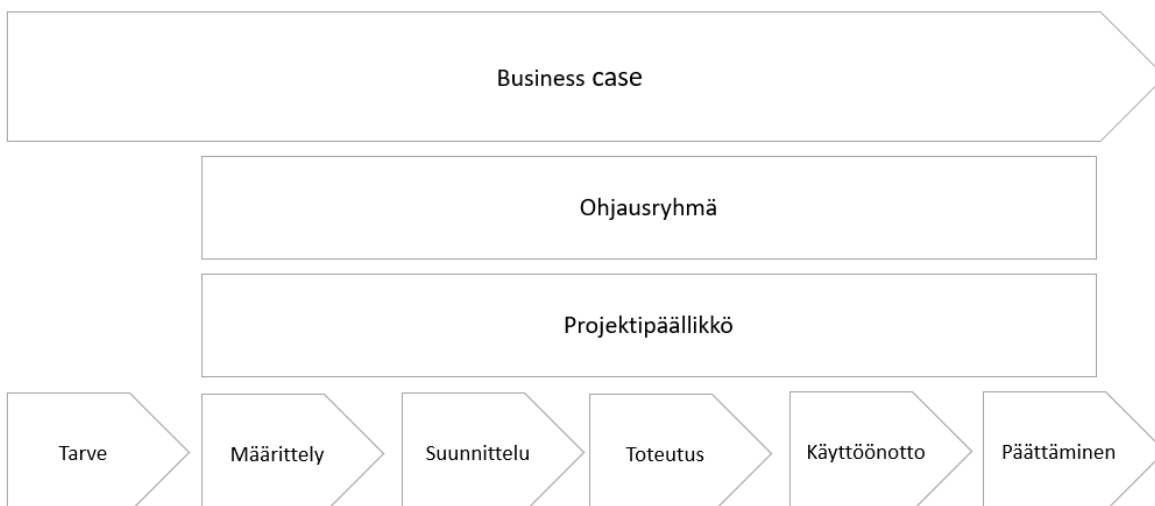 Business case
Ohjausryhmä
Projektipäällikkö
Tarve
Määrittely
Suunnittelu
Toteutus
Käyttöönotto
Päättäminen